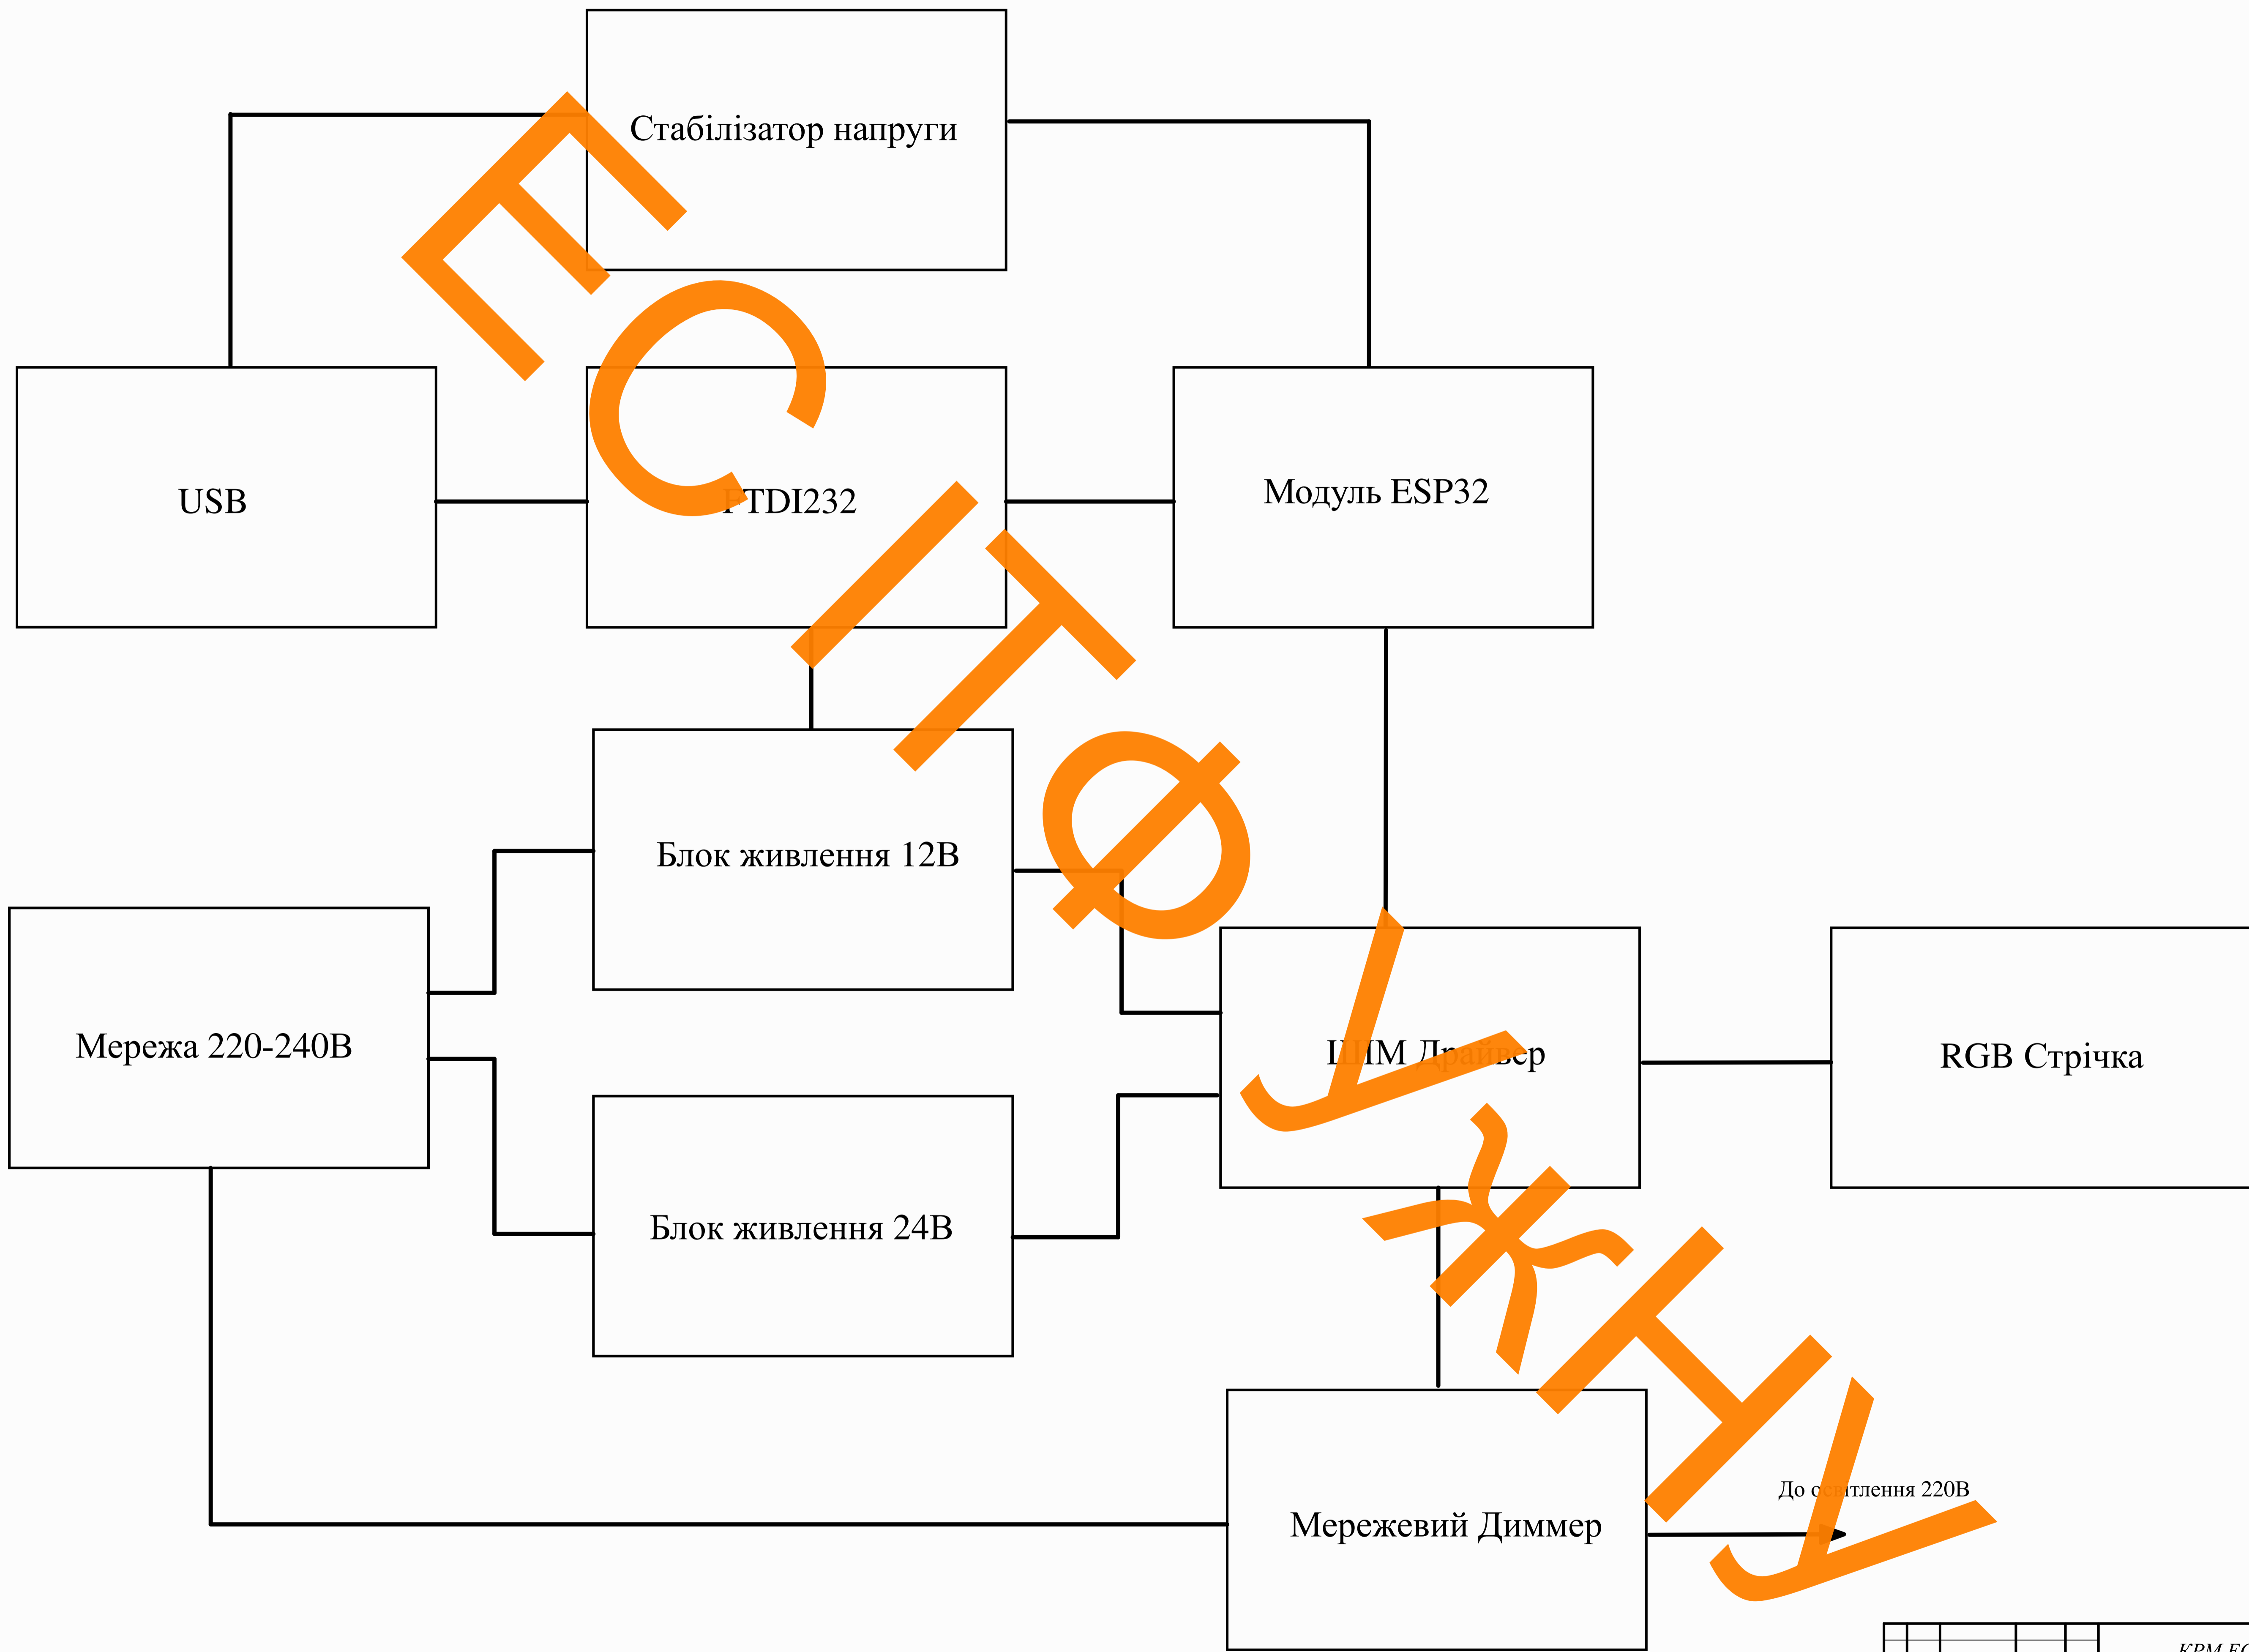 Стабілізатор напруги
USB
FTDI232
Модуль ESP32
Блок живлення 12В
Мережа 220-240В
ШІМ Драйвер
RGB Стрічка
Блок живлення 24В
До освітлення 220В
Мережевий Диммер
ЕСІТФ УжНУ